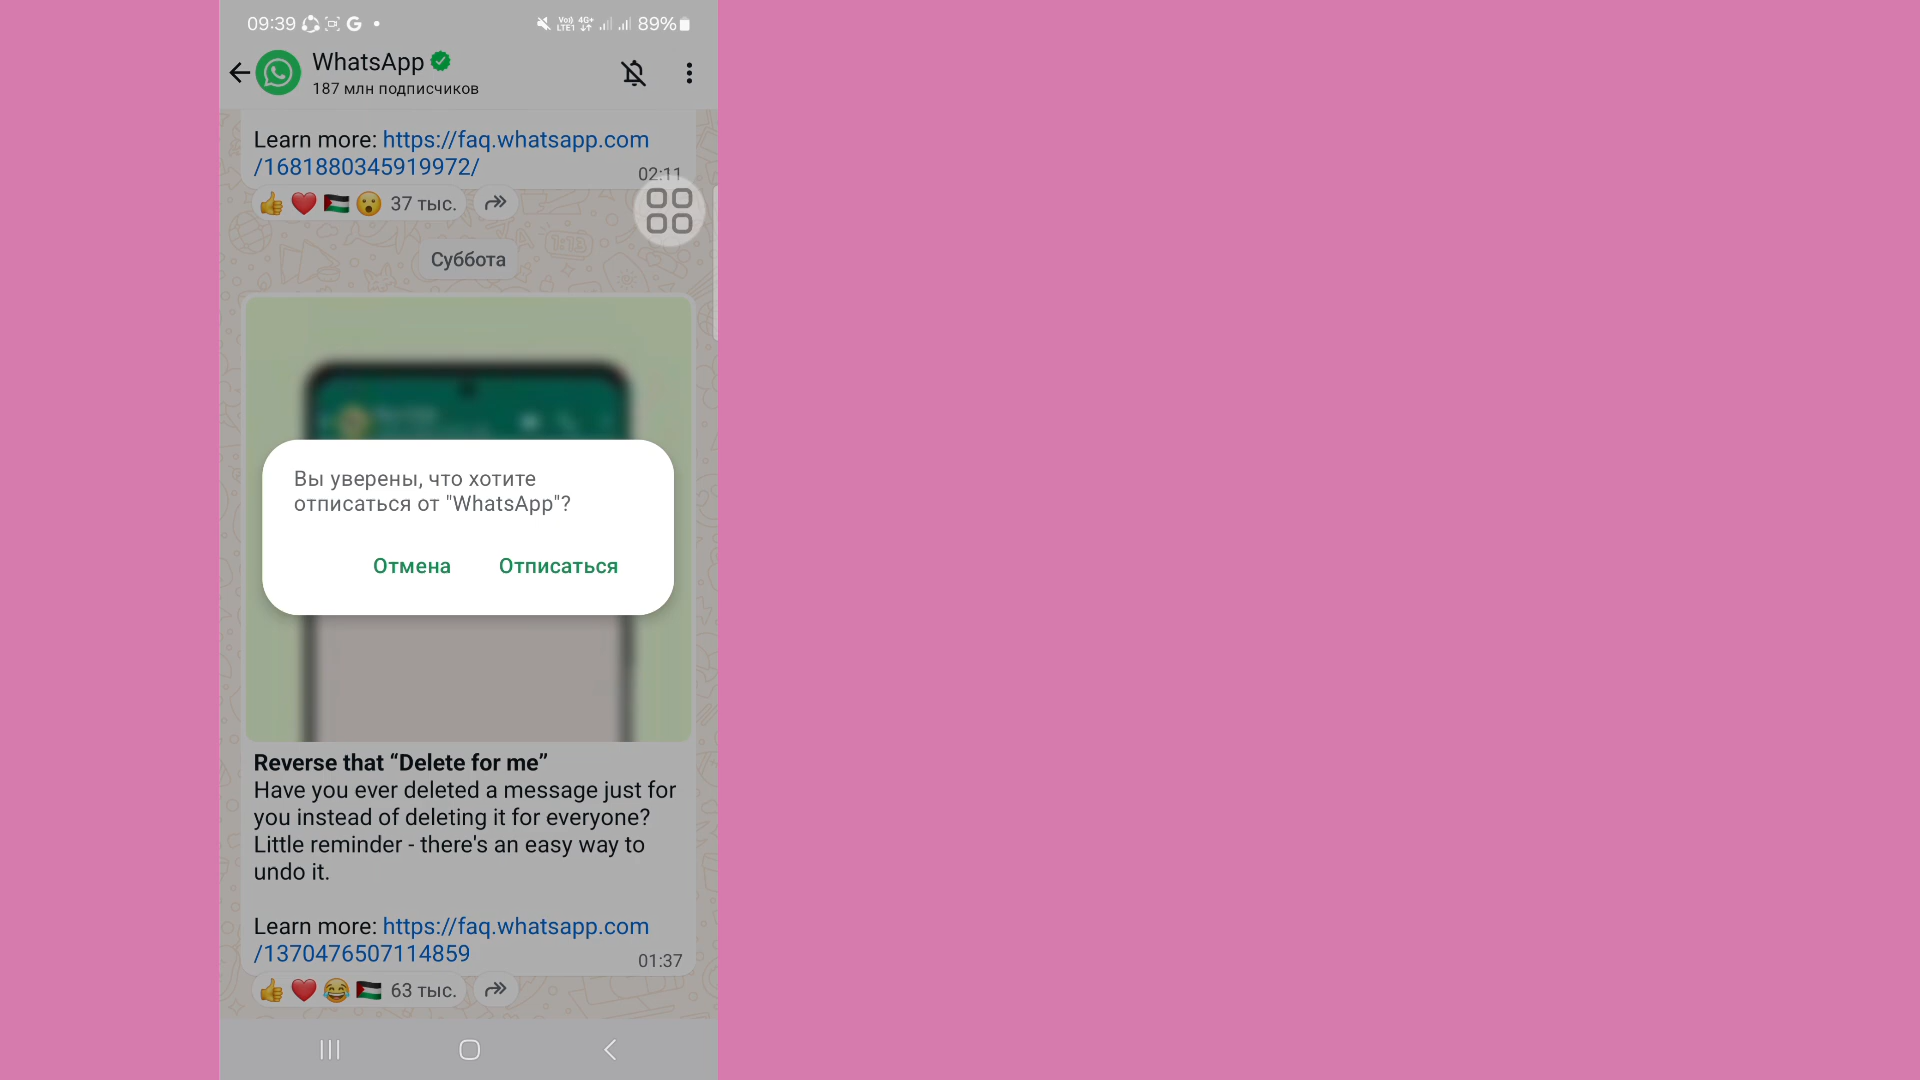 09:39
89%
WhatsApp
187 млн подписчиков
Learn more: https://faq.whatsapp.com
/1681880345919972/
02:11
37 тыс.
Суббота
Вы уверены, что хотите
отписаться от "WhatsApp"?
Отмена Отписаться
Reverse that “Delete for me”
Have you ever deleted a message just for
you instead of deleting it for everyone?
Little reminder - there's an easy way to
undo it.
Learn more: https://faq.whatsapp.com
/1370476507114859
01:37
63 тыс.